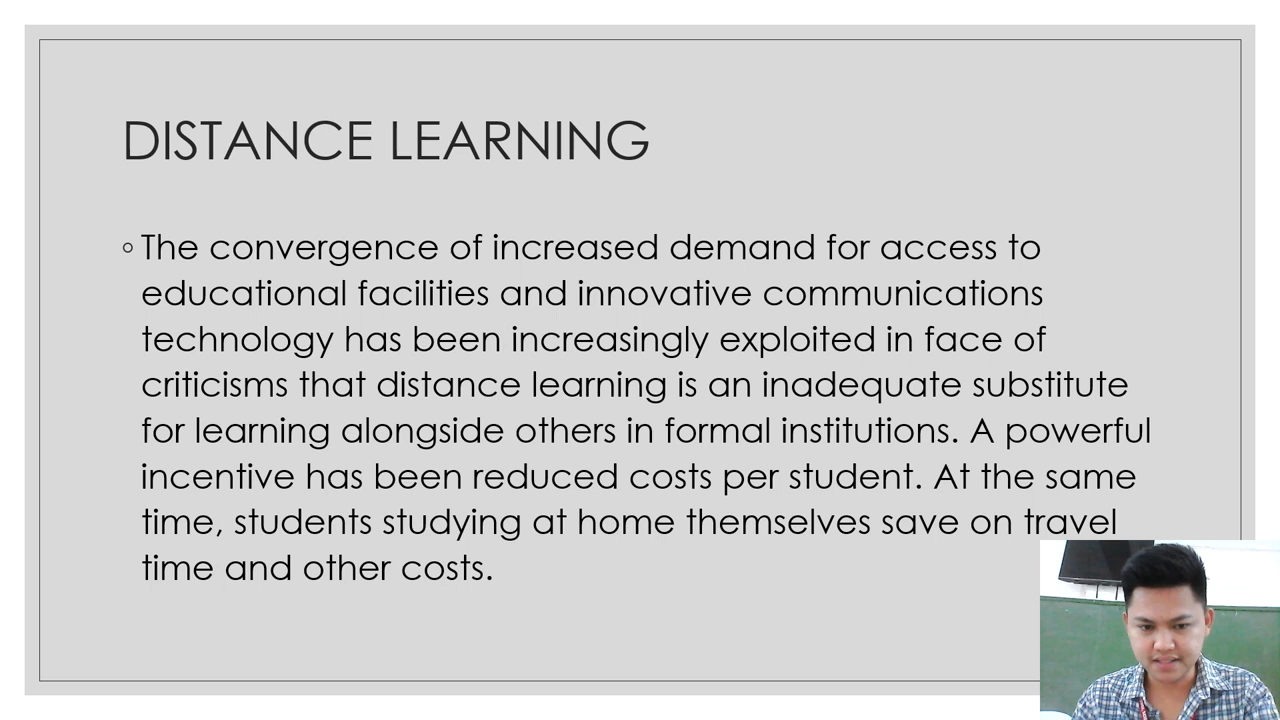 DISTANCE LEARNING
◦ The convergence of increased demand for access to
educational facilities and innovative communications
technology has been increasingly exploited in face of
criticisms that distance learning is an inadequate substitute
for learning alongside others in formal institutions. A powerful
incentive has been reduced costs per student. At the same
time, students studying at home themselves save on travel
time and other costs.